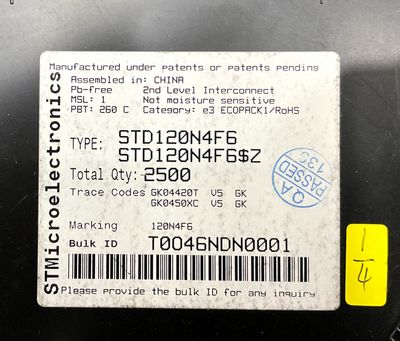 Manufactured under patents or patents pending
Assembled in: CHINA
Pb-free 2nd Level Interconnect
MSL: 1 Not moisture sensitive
PBT: 260 C Category: e3 ECOPACK1/RoHS
TYPE: STD120N4F6
STD120N4F6$Z
Total Qty: 2500
Trace Codes GK04420T V5 GK
GK0450XC V5 GK
Marking 120N4F6
Bulk ID T0046NDN0001
Please provide the bulk ID for any inquiry
STMicroelectronics
QA
PASSED
130
1/4